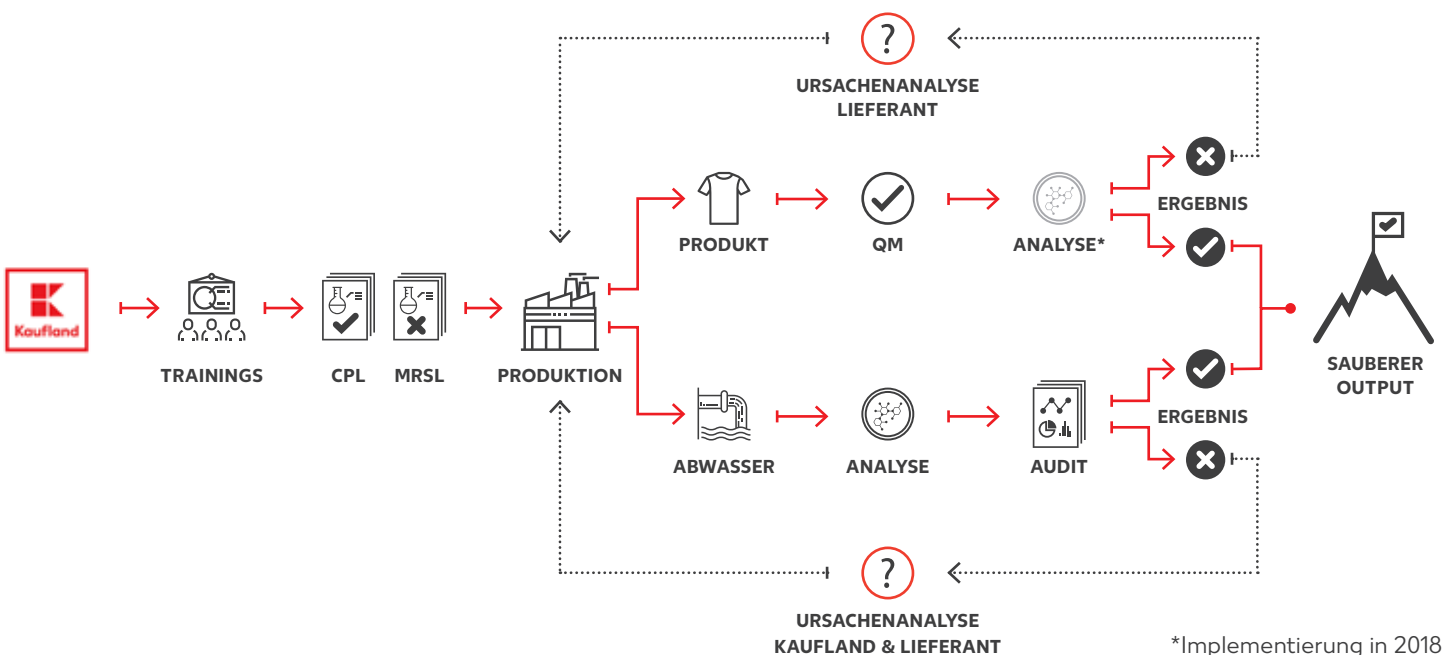 ?
URSACHENANALYSE
LIEFERANT
PRODUKT
QM
ANALYSE*
ERGEBNIS
Kaufland
TRAININGS
CPL
MRSL
PRODUKTION
SAUBERER
OUTPUT
ABWASSER
ANALYSE
AUDIT
ERGEBNIS
?
URSACHENANALYSE
KAUFLAND & LIEFERANT
*Implementierung in 2018